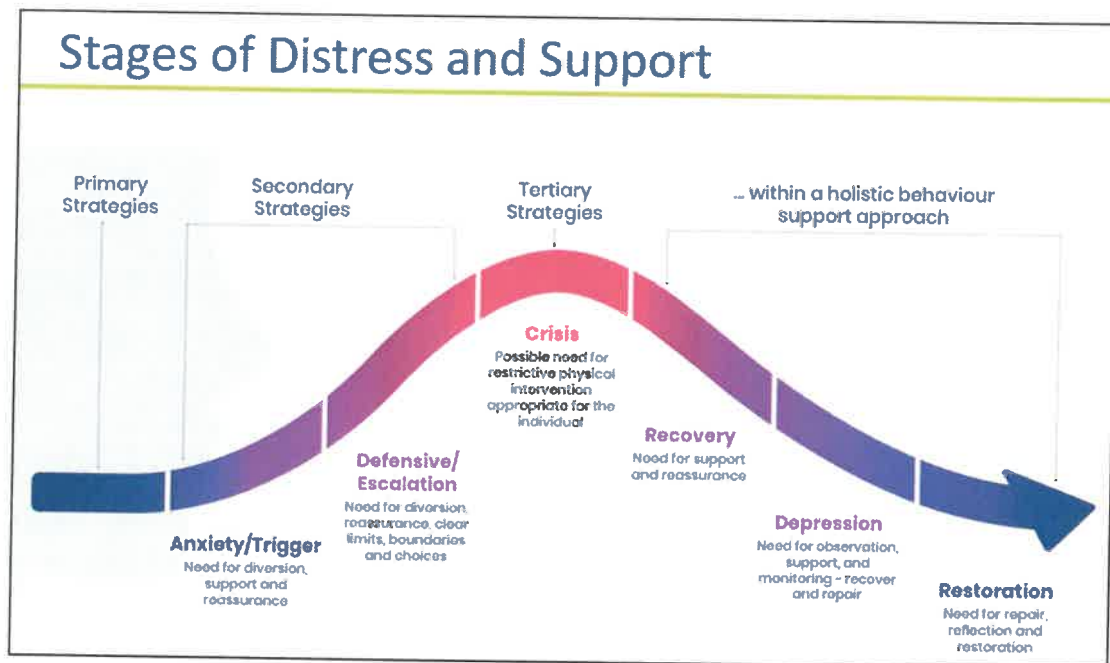 Stages of Distress and Support
Primary
Strategies
Secondary
Strategies
Tertiary
Strategies
... within a holistic behaviour
support approach
Anxiety/Trigger
Need for diversion,
support and
reassurance
Defensive/
Escalation
Need for diversion,
reassurance, clear
limits, boundaries
and choices
Crisis
Possible need for
restrictive physical
intervention
appropriate for the
individual
Recovery
Need for support
and reassurance
Depression
Need for observation,
support, and
monitoring - recover
and repair
Restoration
Need for repair,
reflection and
restoration